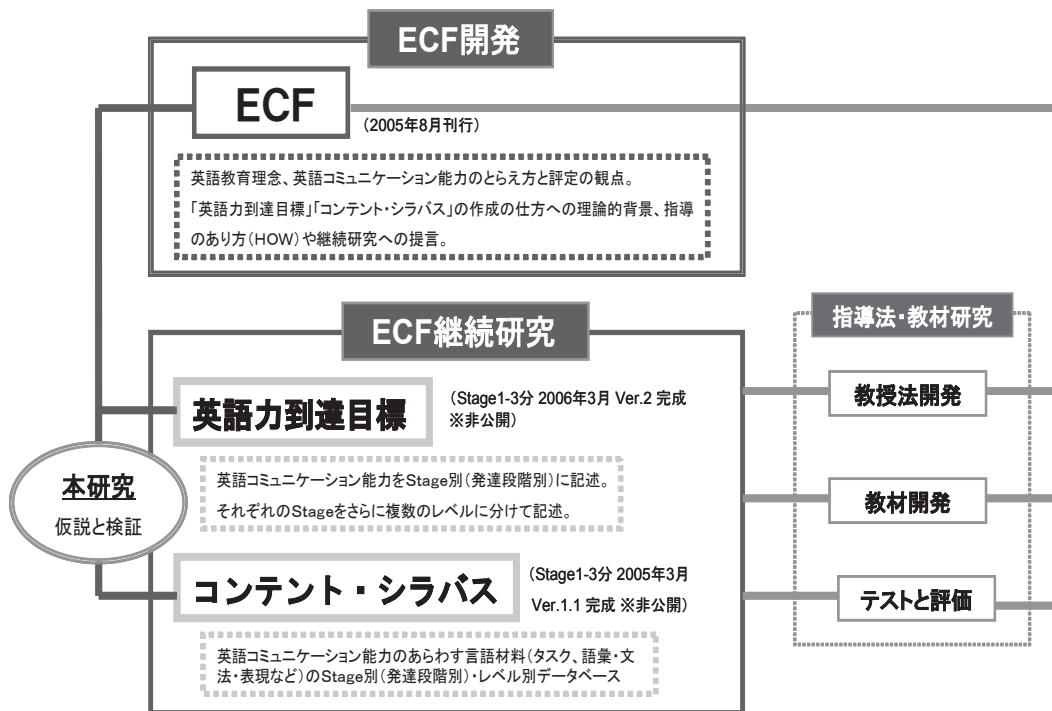 ECF開発
ECF
(2005年8月刊行)
英語教育理念、英語コミュニケーション能力のとらえ方と評定の観点。
「英語力到達目標」「コンテント・シラバス」の作成の仕方への理論的背景、指導
のあり方(HOW)や継続研究への提言。
ECF継続研究
英語力到達目標
(Stage1-3分 2006年3月 Ver.2 完成
※非公開)
英語コミュニケーション能力をStage別(発達段階別)に記述。
それぞれのStageをさらに複数のレベルに分けて記述。
本研究
仮説と検証
コンテント・シラバス
(Stage1-3分 2005年3月
Ver.1.1 完成 ※非公開)
英語コミュニケーション能力のあらわす言語材料(タスク、語彙・文
法・表現など)のStage別(発達段階別)・レベル別データベース
指導法・教材研究
教授法開発
教材開発
テストと評価